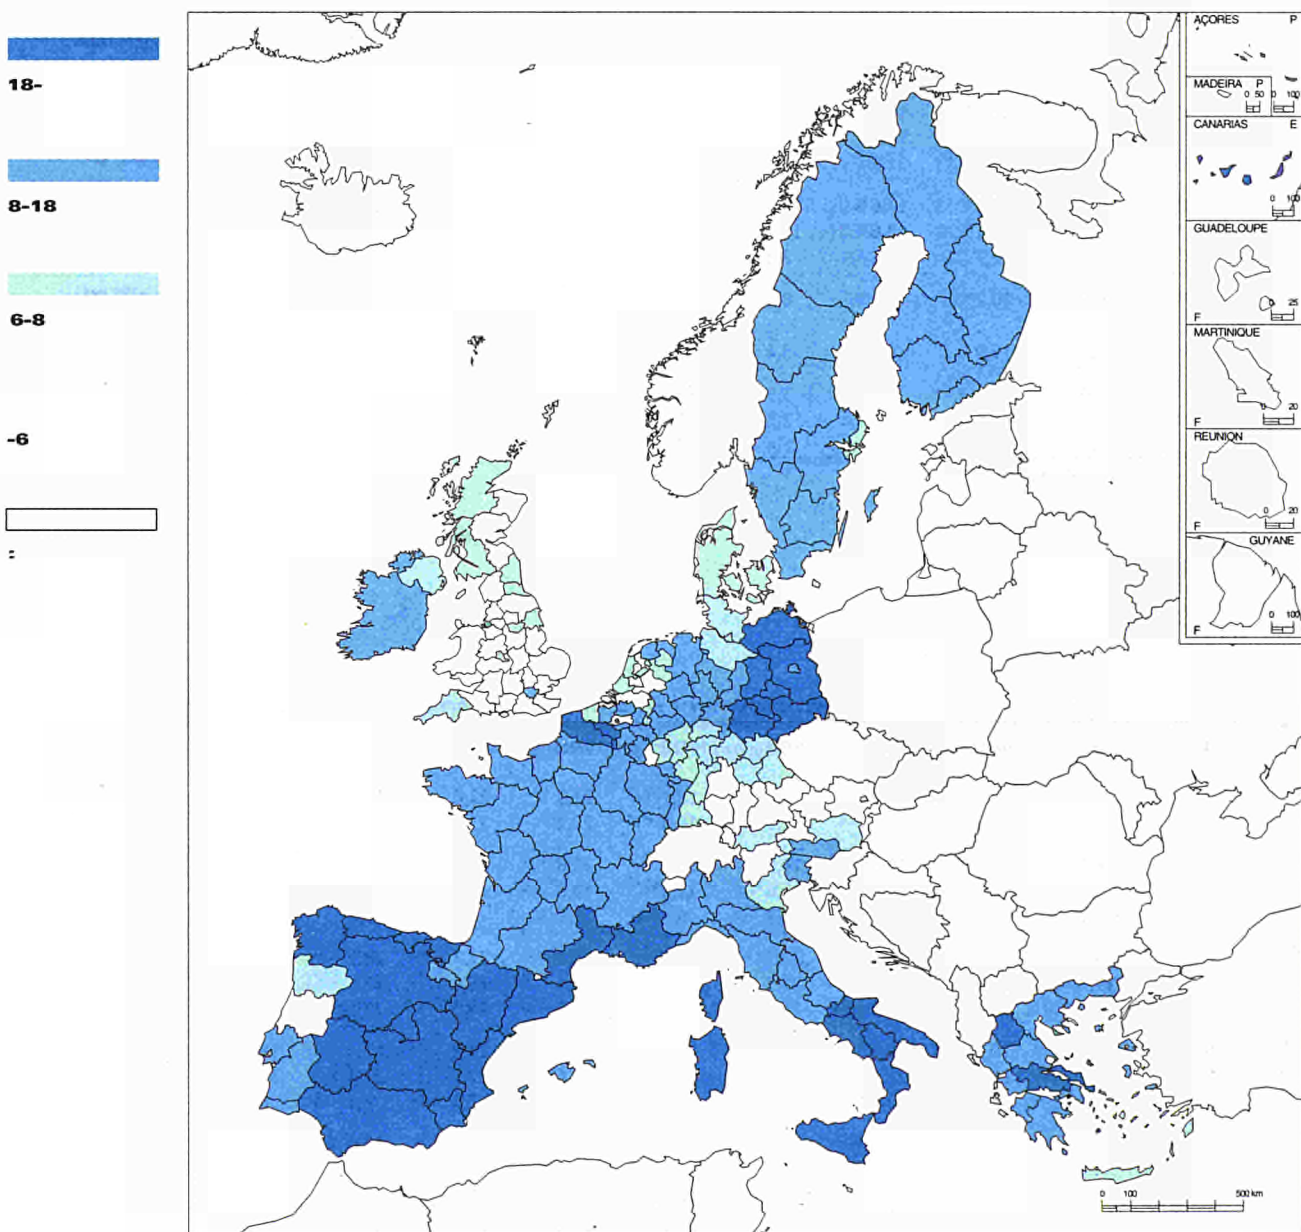 18-
8-18
6-8
-6
:
AÇORES P
MADEIRA P
0 50 0 100
CANARIAS E
0 100
GUADELOUPE
0 25
F
MARTINIQUE
0 20
F
REUNION
0 20
F
GUYANE
0 100
F
0 100 500 km